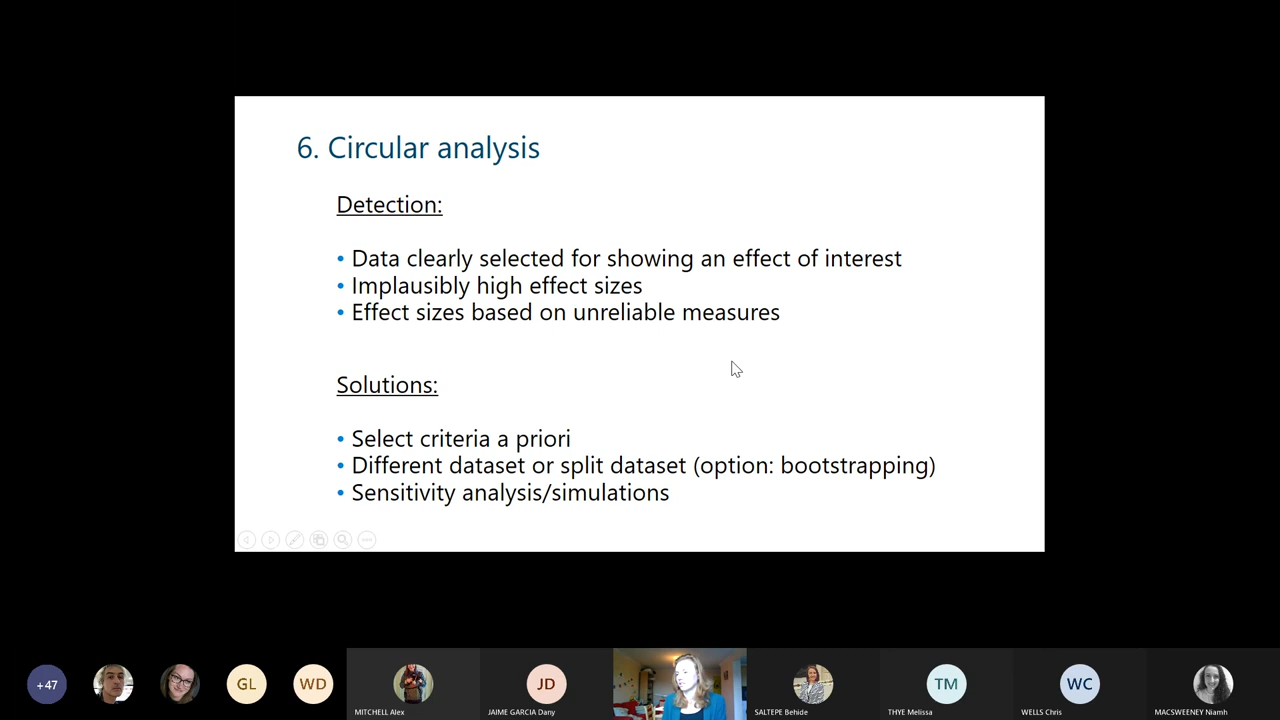 6. Circular analysis
Detection:
• Data clearly selected for showing an effect of interest
• Implausibly high effect sizes
• Effect sizes based on unreliable measures
Solutions:
• Select criteria a priori
• Different dataset or split dataset (option: bootstrapping)
• Sensitivity analysis/simulations
+47
GL
WD
MITCHELL Alex
JD
JAIME GARCIA Dany
SALTEPE Behide
TM
THYE Melissa
WC
WELLS Chris
MACSWEENEY Niamh